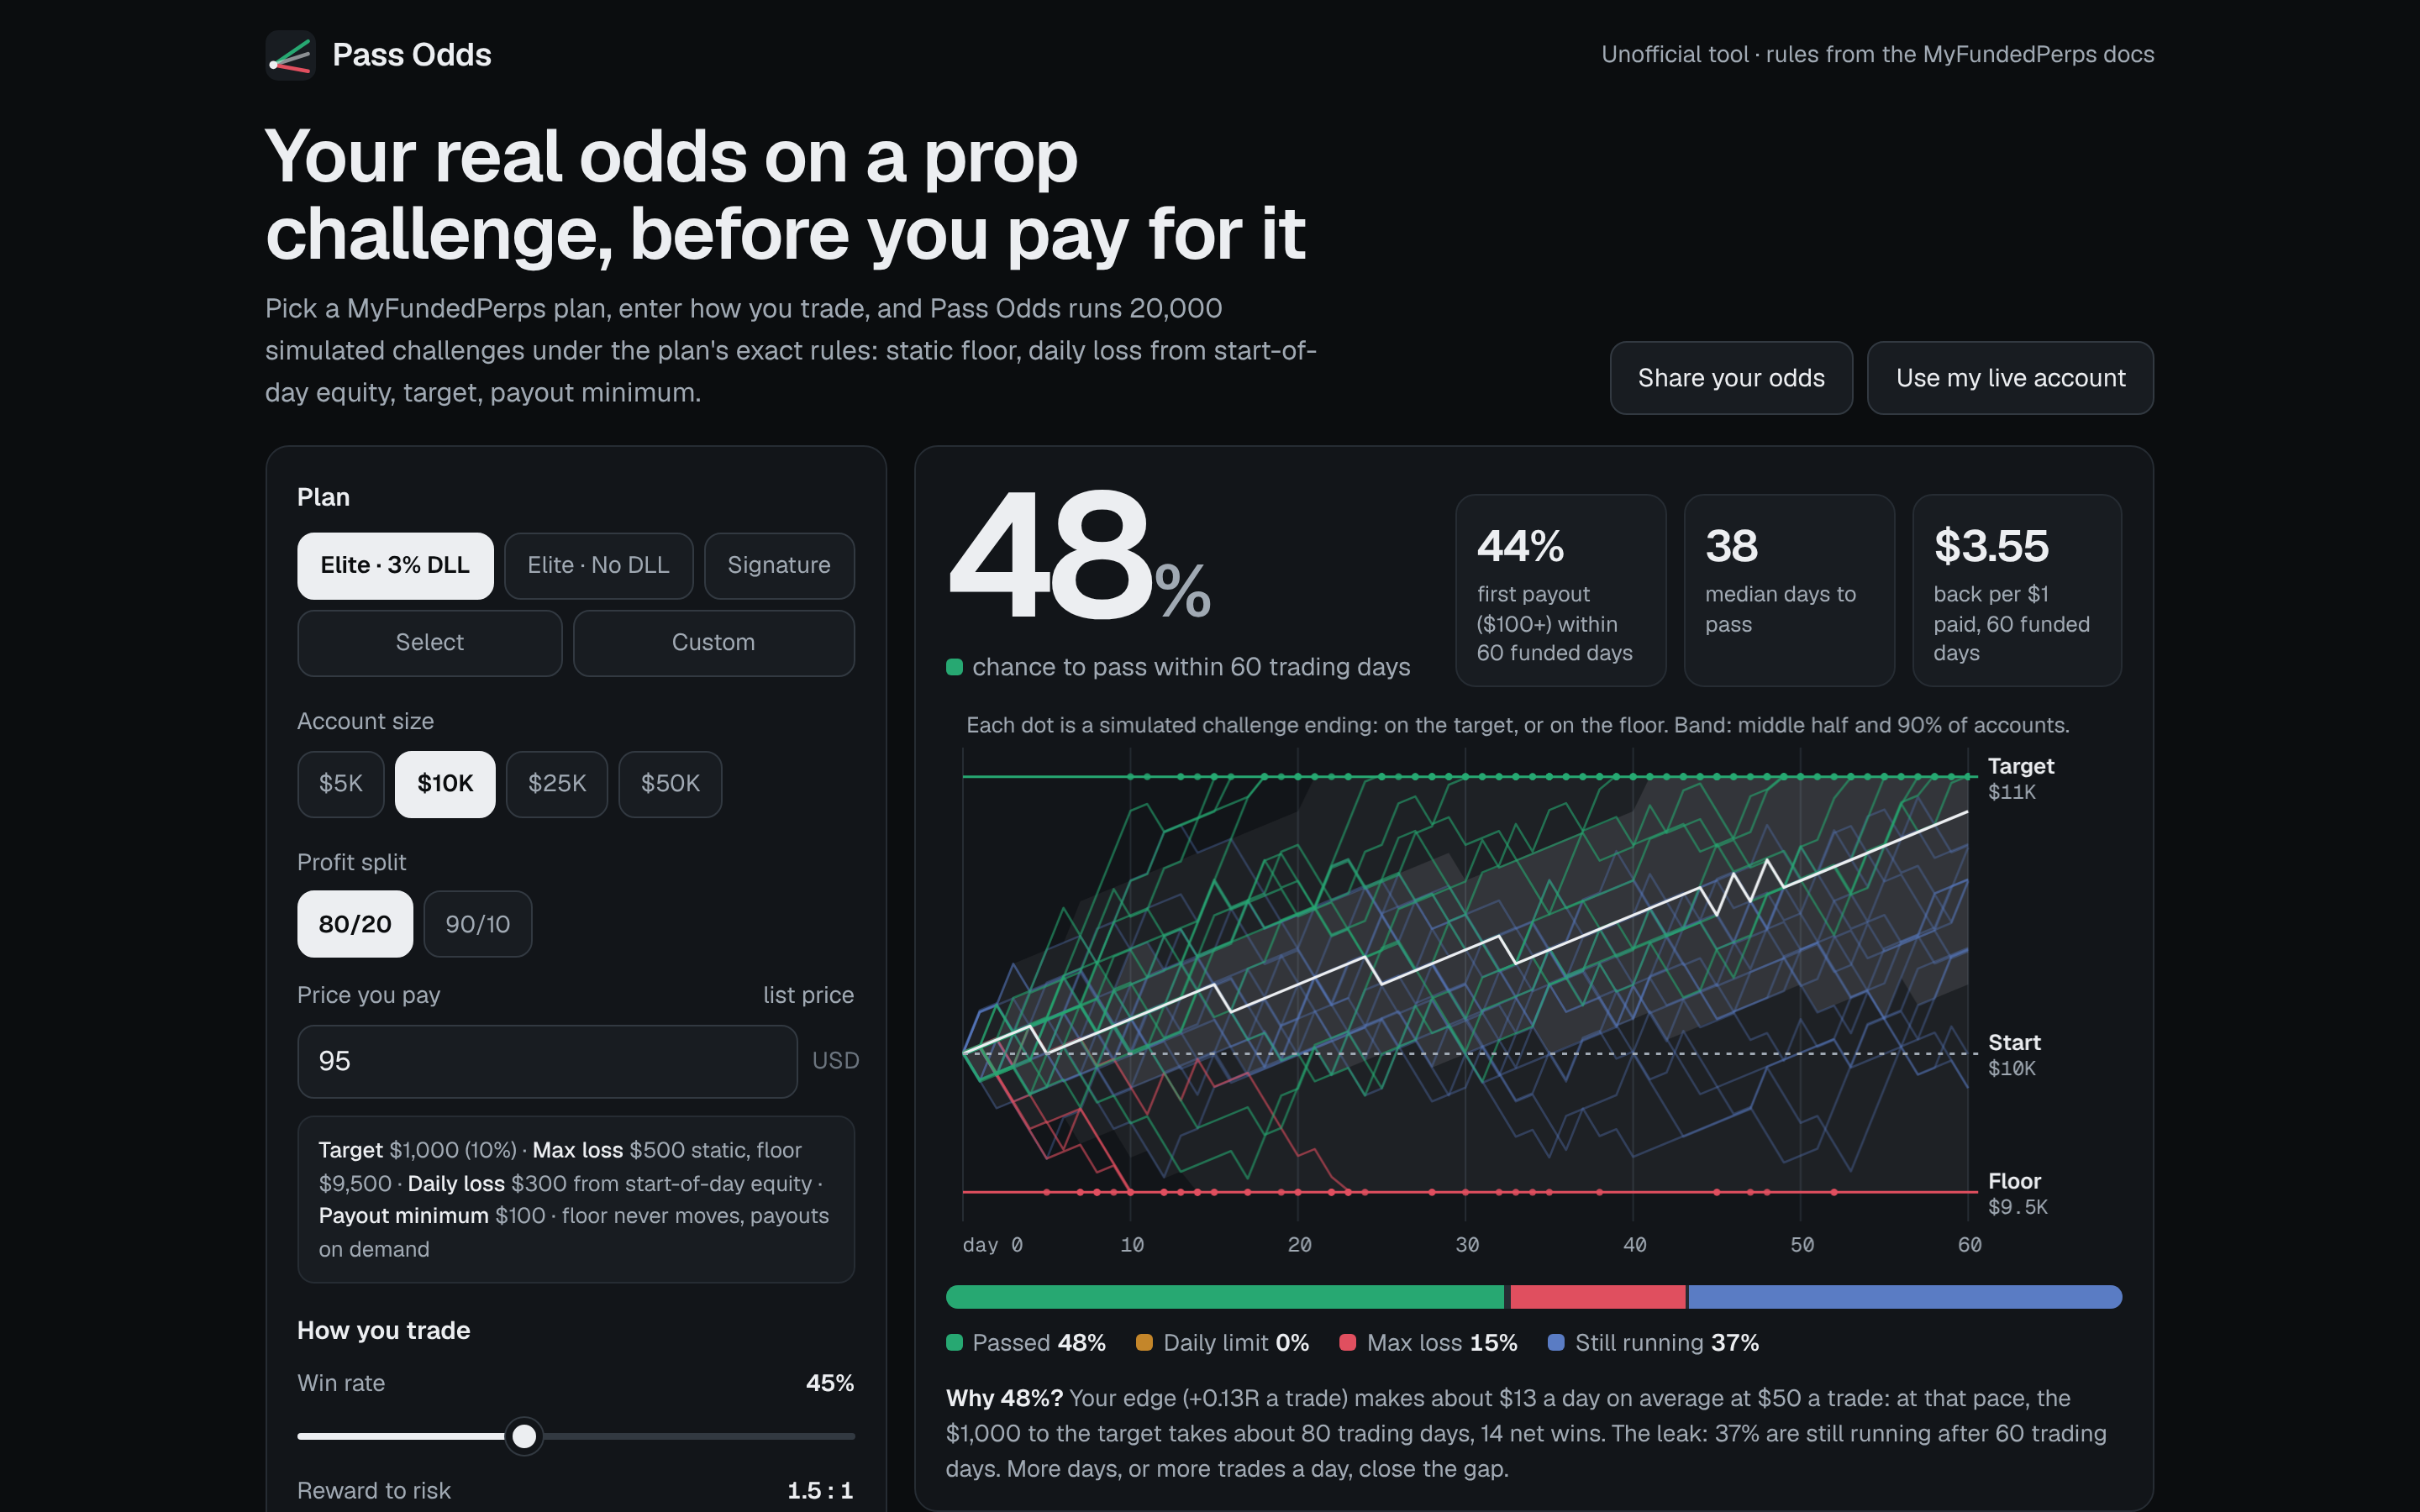 Pass Odds
Unofficial tool · rules from the MyFundedPerps docs
Your real odds on a prop
challenge, before you pay for it
Pick a MyFundedPerps plan, enter how you trade, and Pass Odds runs 20,000
simulated challenges under the plan's exact rules: static floor, daily loss from start-of-
day equity, target, payout minimum.
Share your odds
Use my live account
Plan
Elite · 3% DLL
Elite · No DLL
Signature
Select
Custom
Account size
$5K
$10K
$25K
$50K
Profit split
80/20
90/10
Price you pay
list price
95
USD
Target $1,000 (10%) · Max loss $500 static, floor
$9,500 · Daily loss $300 from start-of-day equity ·
Payout minimum $100 · floor never moves, payouts
on demand
How you trade
Win rate
45%
Reward to risk
1.5 : 1
48%
chance to pass within 60 trading days
44%
first payout
($100+) within
60 funded days
38
median days to
pass
$3.55
back per $1
paid, 60 funded
days
Each dot is a simulated challenge ending: on the target, or on the floor. Band: middle half and 90% of accounts.
Target
$11K
Start
$10K
Floor
$9.5K
day 0
10
20
30
40
50
60
Passed 48%
Daily limit 0%
Max loss 15%
Still running 37%
Why 48%? Your edge (+0.13R a trade) makes about $13 a day on average at $50 a trade: at that pace, the
$1,000 to the target takes about 80 trading days, 14 net wins. The leak: 37% are still running after 60 trading
days. More days, or more trades a day, close the gap.